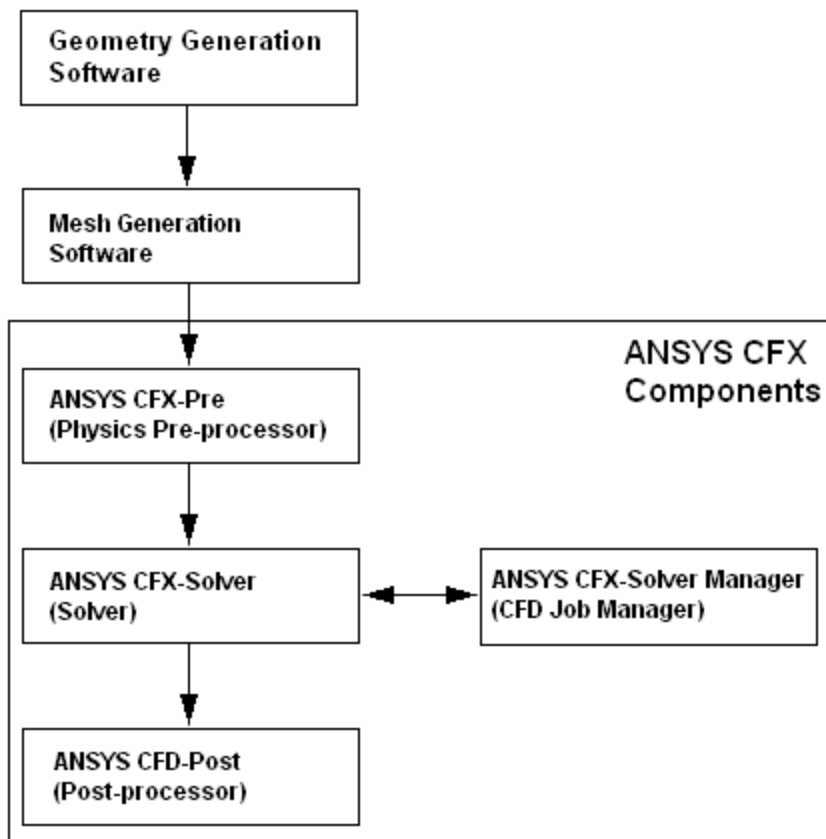 Geometry Generation
Software
Mesh Generation
Software
ANSYS CFX
Components
ANSYS CFX-Pre
(Physics Pre-processor)
ANSYS CFX-Solver
(Solver)
ANSYS CFX-Solver Manager
(CFD Job Manager)
ANSYS CFD-Post
(Post-processor)